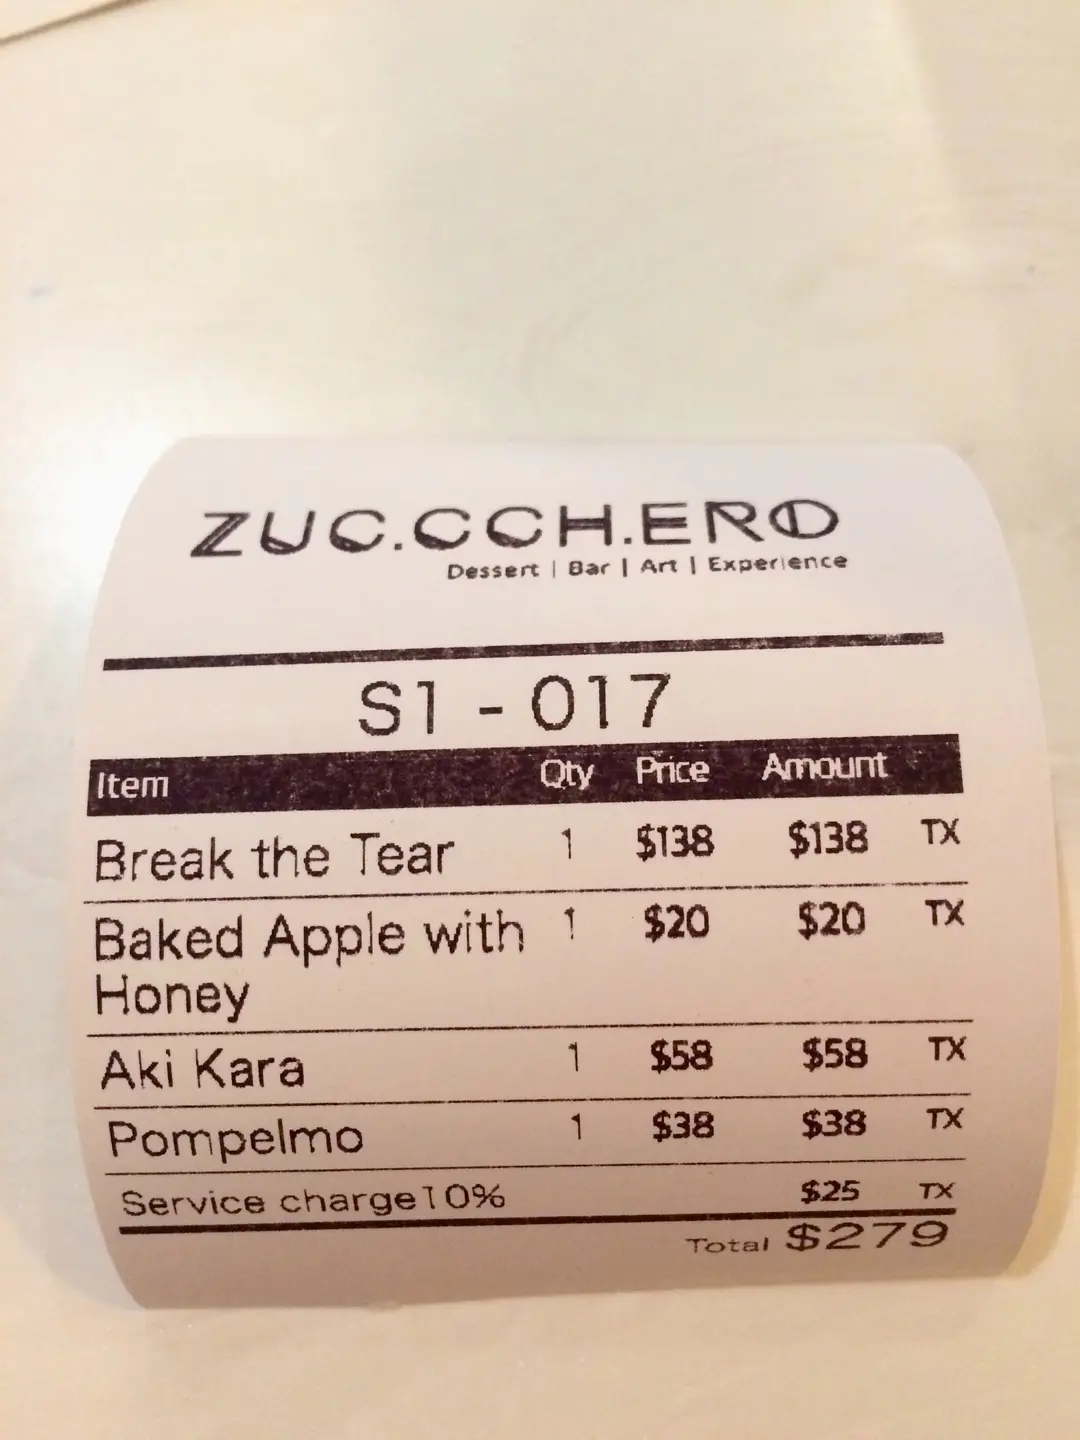 ZUC.CCH.ERO
Dessert | Bar | Art | Experience
S1 - 017
Item Qty Price Amount
Break the Tear 1 $138 $138 TX
Baked Apple with 1 $20 $20 TX
Honey
Aki Kara 1 $58 $58 TX
Pompelmo 1 $38 $38 TX
Service charge10% $25 TX
Total $279